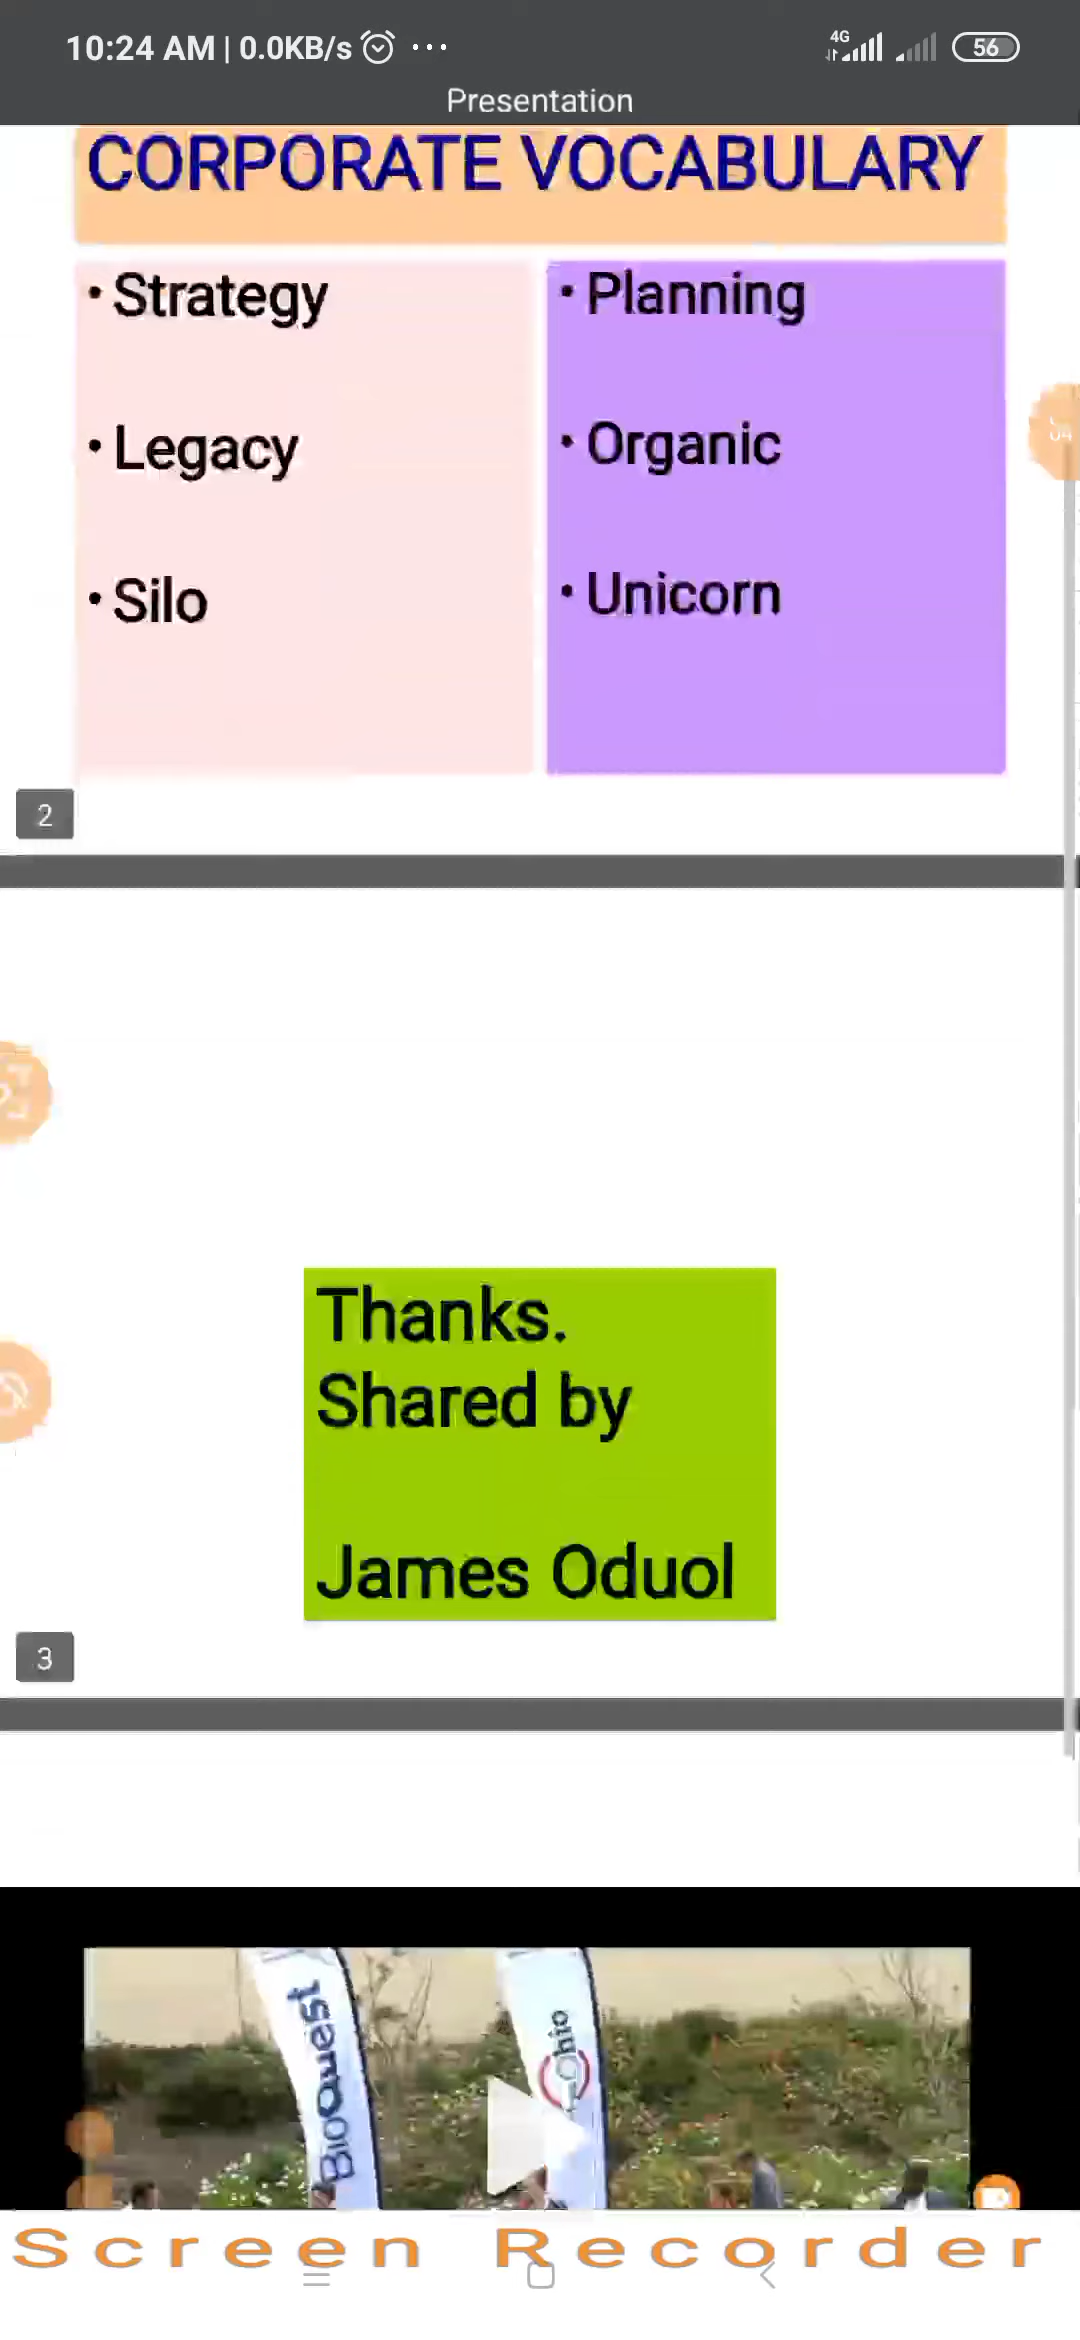 10:24 AM | 0.0KB/s ...
4G
56
Presentation
CORPORATE VOCABULARY
• Strategy
• Legacy
• Silo
• Planning
• Organic
• Unicorn
2
Thanks.
Shared by
James Oduol
3
BioQuest
Ohio
Screen Recorder